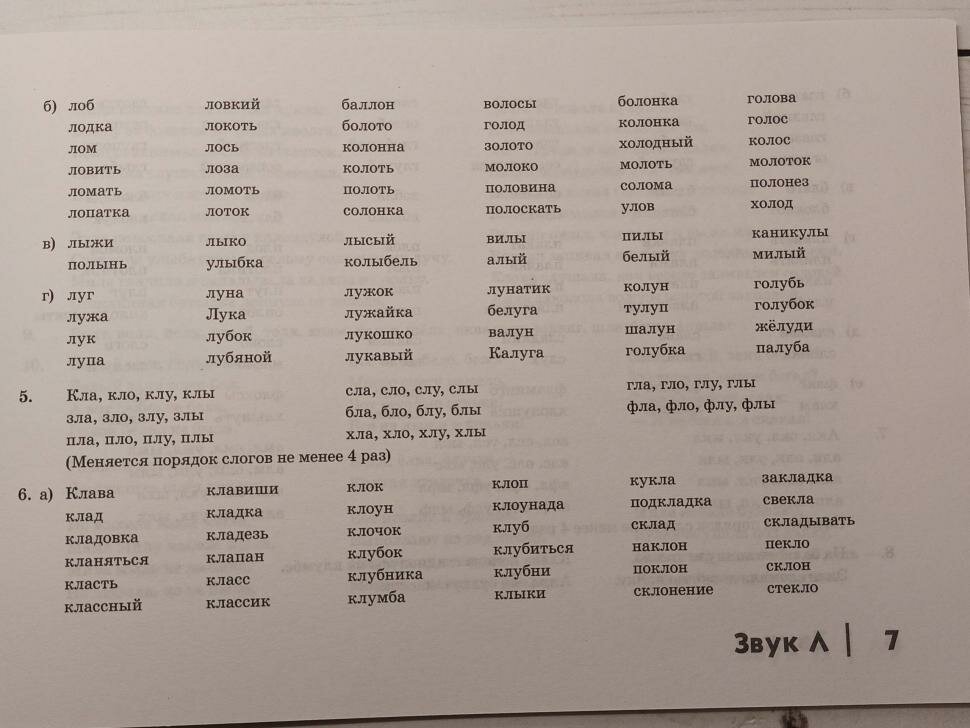 б) лоб ловкий баллон волосы болонка голова
лодка локоть болото голод колонка голос
лом лось колонна золото холодный колос
ловить лоза колоть молоко молоть молоток
ломать ломоть полоть половина солома полонез
лопатка лоток солонка полоскать улов холод
в) лыжи лыко лысый вилы пилы каникулы
полынь улыбка колыбель алый белый милый
г) луг луна лужок лунатик колун голубь
лужа Лука лужайка белуга тулуп голубок
лук лубок лукошко валун шалун жёлуди
лупа лубяной лукавый Калуга голубка палуба
5. Кла, кло, клу, клы сла, сло, слу, слы гла, гло, глу, глы
зла, зло, злу, злы бла, бло, блу, блы фла, фло, флу, флы
пла, пло, плу, плы хла, хло, хлу, хлы
(Меняется порядок слогов не менее 4 раз)
6. а) Клава клавиши клок клоп кукла закладка
клад кладка клоун клоунада подкладка свекла
кладовка кладезь клочок клуб склад складывать
кланяться клапан клубок клубиться наклон пекло
класть класс клубника клубни поклон склон
классный классик клумба клыки склонение стекло
Звук Л | 7